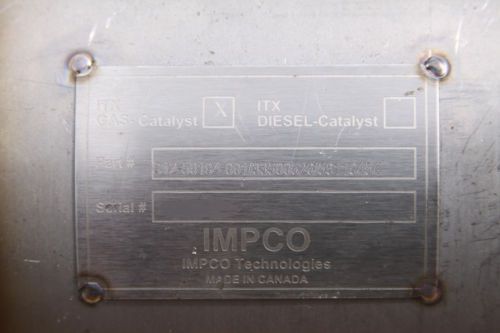 ITX ITX
GAS-Catalyst X DIESEL-Catalyst
Part #
Serial #
IMPCO
IMPCO Technologies
MADE IN CANADA